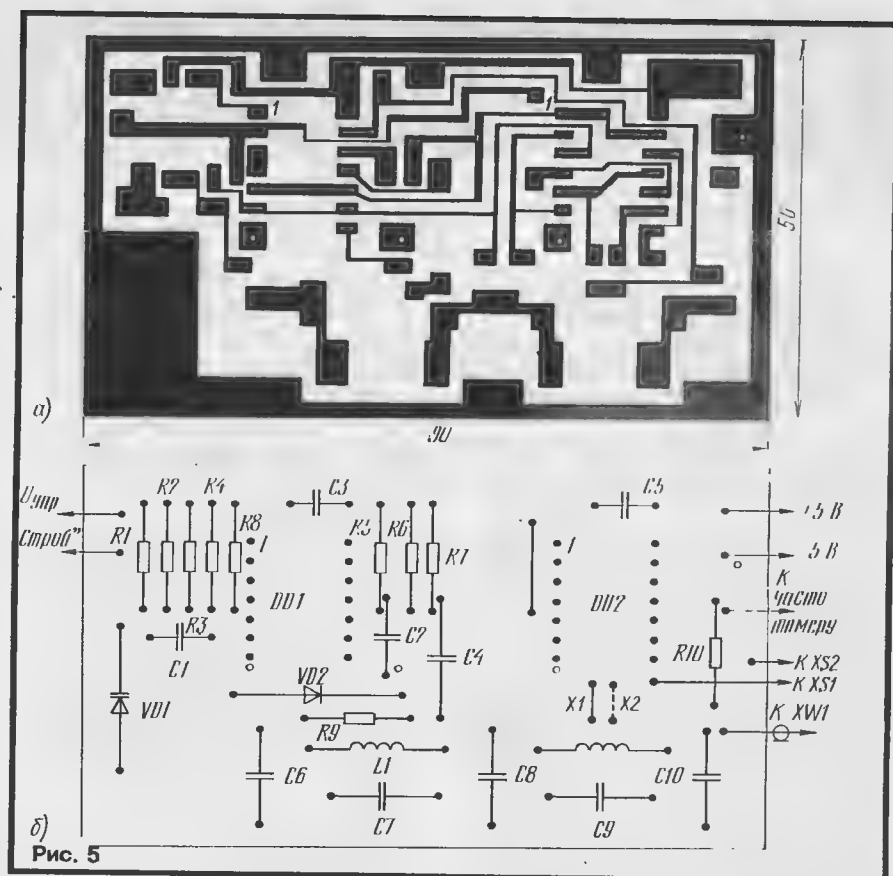 1
1
50
а)
90
Uупр
"Строб"
R1
R2
R4
R8
C3
R5
R6
R7
C5
+5 В
1
1
-5 В
К
часто
томеру
DD1
DD2
R3
C1
C2
C4
R10
К XS2
К XS1
VD1
VD2
X1
X2
К XW1
R9
C6
L1
C8
C10
C7
C9
б)
Рис. 5